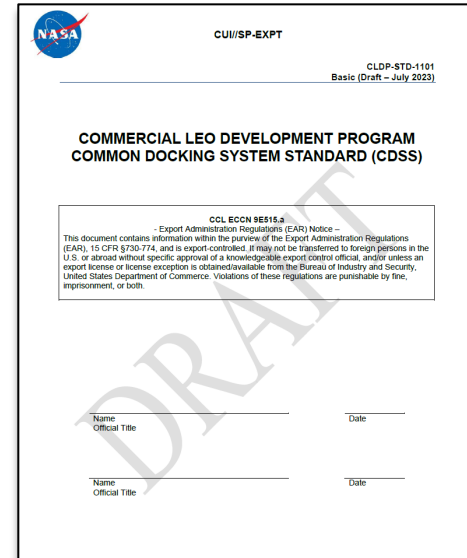 NASA
CUI//SP-EXPT
CLDP-STD-1101
Basic (Draft – July 2023)
COMMERCIAL LEO DEVELOPMENT PROGRAM
COMMON DOCKING SYSTEM STANDARD (CDSS)
CCL ECCN 9E515.a
- Export Administration Regulations (EAR) Notice –
This document contains information within the purview of the Export Administration Regulations
(EAR), 15 CFR §730-774, and is export-controlled. It may not be transferred to foreign persons in the
U.S. or abroad without specific approval of a knowledgeable export control official, and/or unless an
export license or license exception is obtained/available from the Bureau of Industry and Security,
United States Department of Commerce. Violations of these regulations are punishable by fine,
imprisonment, or both.
DRAFT
Name Date
Official Title
Name Date
Official Title